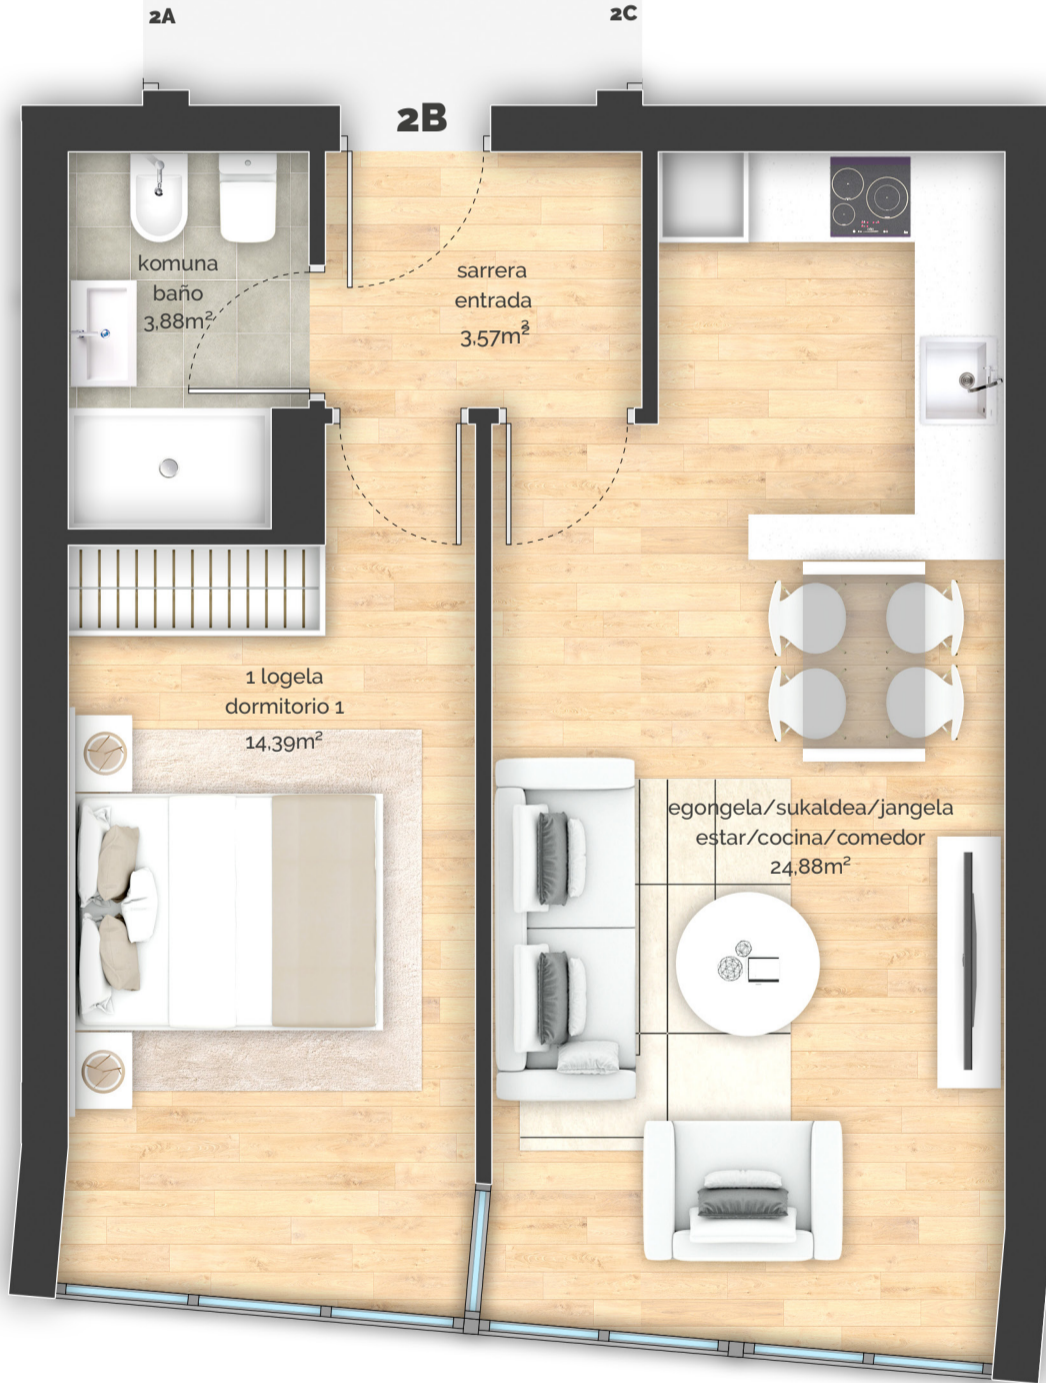 2A
2C
2B
komuna
baño
3,88m²
sarrera
entrada
3,57m²
1 logela
dormitorio 1
14,39m²
egongela/sukaldea/jangela
estar/cocina/comedor
24,88m²